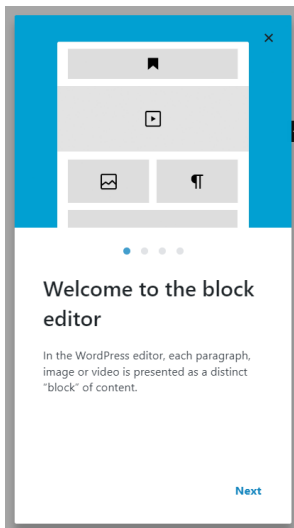 Welcome to the block
editor
In the WordPress editor, each paragraph,
image or video is presented as a distinct
“block” of content.
Next